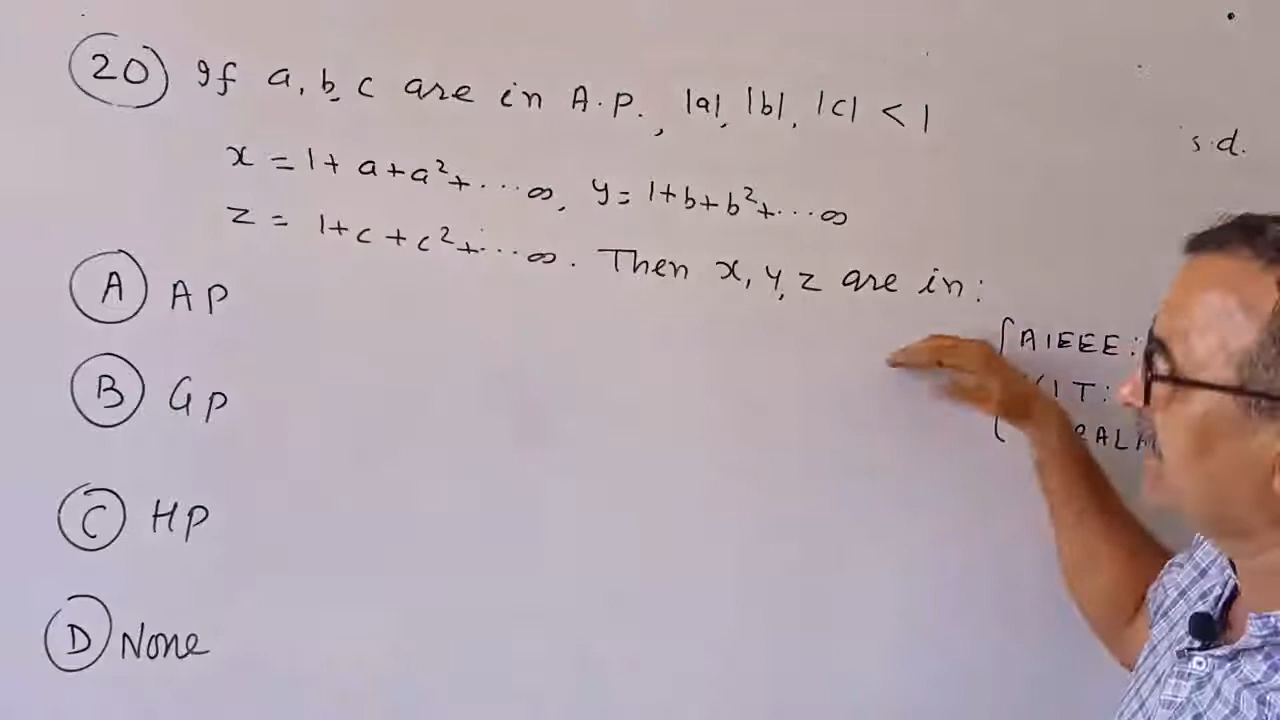 20 If a, b, c are in A.P., |a|, |b|, |c| < 1
x = 1 + a + a² + ... ∞, y = 1 + b + b² + ... ∞
z = 1 + c + c² + ... ∞. Then x, y, z are in:
s.d.
A AP
B GP
C HP
D None
AIEEE:
IT: